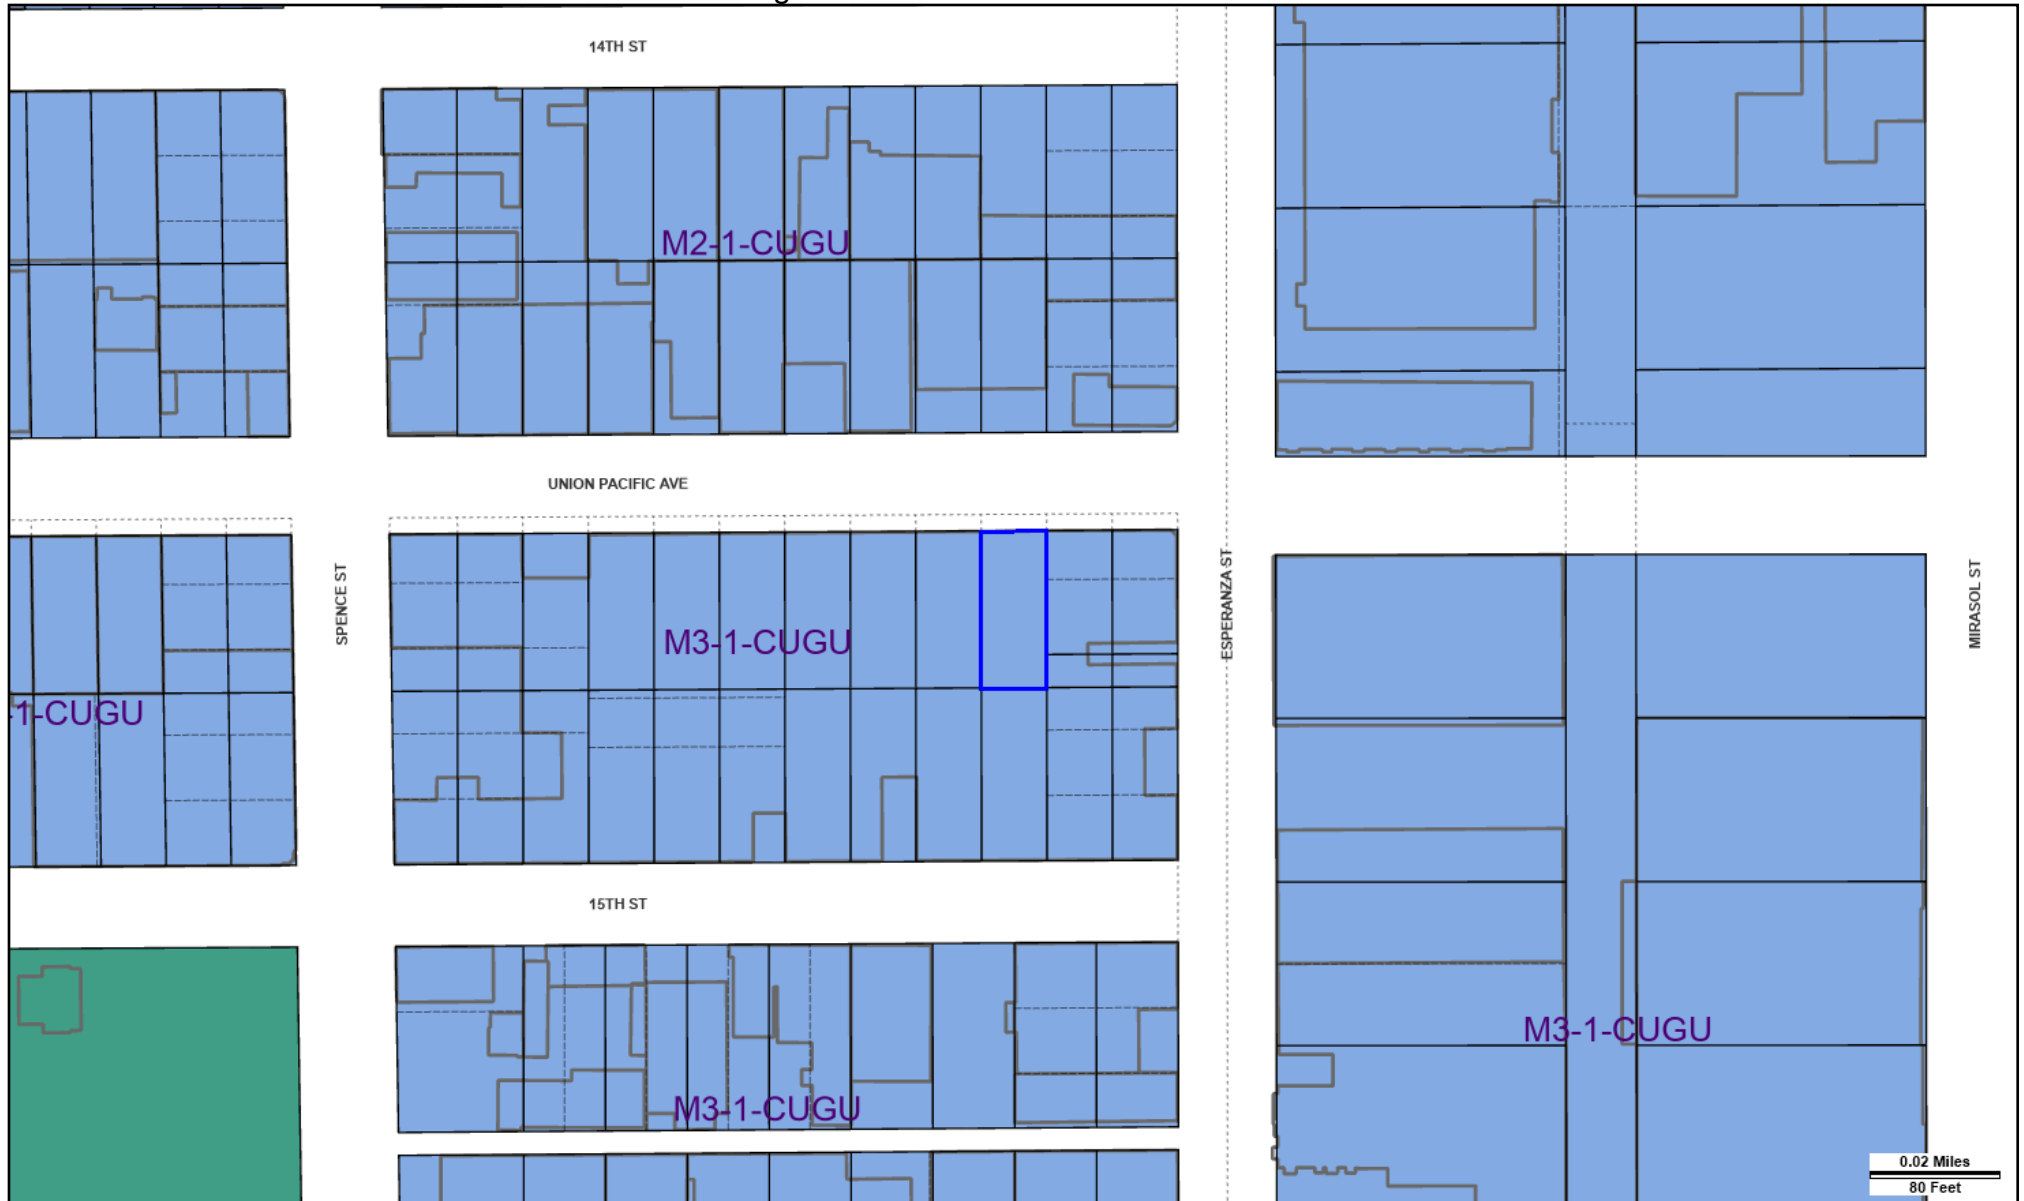 14TH ST
M2-1-CUGU
UNION PACIFIC AVE
SPENCE ST
ESPERANZA ST
MIRASOL ST
M3-1-CUGU
-1-CUGU
15TH ST
M3-1-CUGU
M3-1-CUGU
0.02 Miles
80 Feet